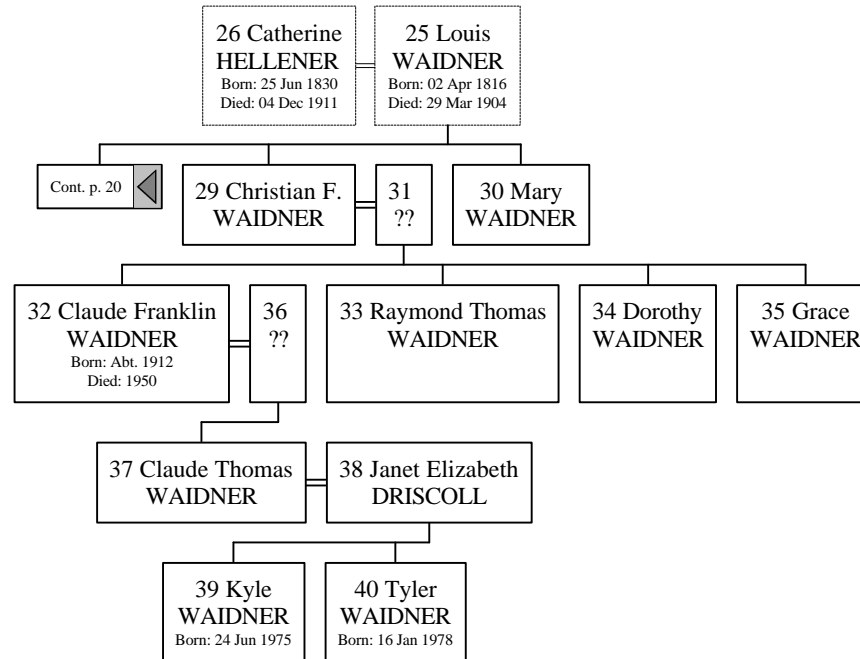 26 Catherine
HELLENER
Born: 25 Jun 1830
Died: 04 Dec 1911
25 Louis
WAIDNER
Born: 02 Apr 1816
Died: 29 Mar 1904
Cont. p. 20
29 Christian F.
WAIDNER
31
??
30 Mary
WAIDNER
32 Claude Franklin
WAIDNER
Born: Abt. 1912
Died: 1950
36
??
33 Raymond Thomas
WAIDNER
34 Dorothy
WAIDNER
35 Grace
WAIDNER
37 Claude Thomas
WAIDNER
38 Janet Elizabeth
DRISCOLL
39 Kyle
WAIDNER
Born: 24 Jun 1975
40 Tyler
WAIDNER
Born: 16 Jan 1978